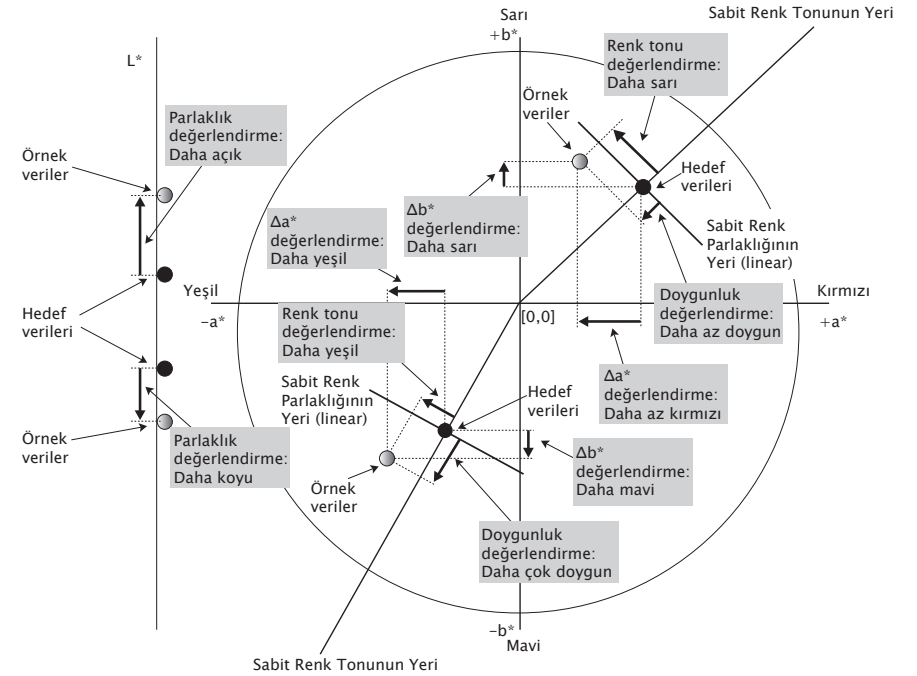 Sarı
+b*
Sabit Renk Tonunun Yeri
L*
Renk tonu
değerlendirme:
Daha sarı
Örnek
veriler
Parlaklık
değerlendirme:
Daha açık
Örnek
veriler
Hedef
verileri
Δb*
değerlendirme:
Daha sarı
Δa*
değerlendirme:
Daha yeşil
Sabit Renk
Parlaklığının
Yeri (linear)
Yeşil
-a*
[0,0]
Kırmızı
+a*
Doygunluk
değerlendirme:
Daha az doygun
Hedef
verileri
Renk tonu
değerlendirme:
Daha yeşil
Δa*
değerlendirme:
Daha az kırmızı
Sabit Renk
Parlaklığının
Yeri (linear)
Hedef
verileri
Örnek
veriler
Parlaklık
değerlendirme:
Daha koyu
Δb*
değerlendirme:
Daha mavi
Örnek
veriler
Doygunluk
değerlendirme:
Daha çok doygun
-b*
Mavi
Sabit Renk Tonunun Yeri